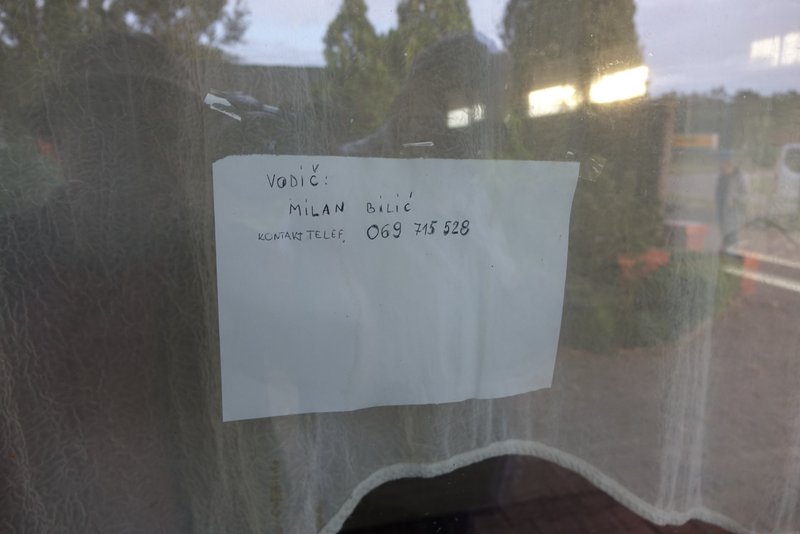 VODIČ:
MILAN BILIĆ
KONTAKT TELEF. 069 715 528